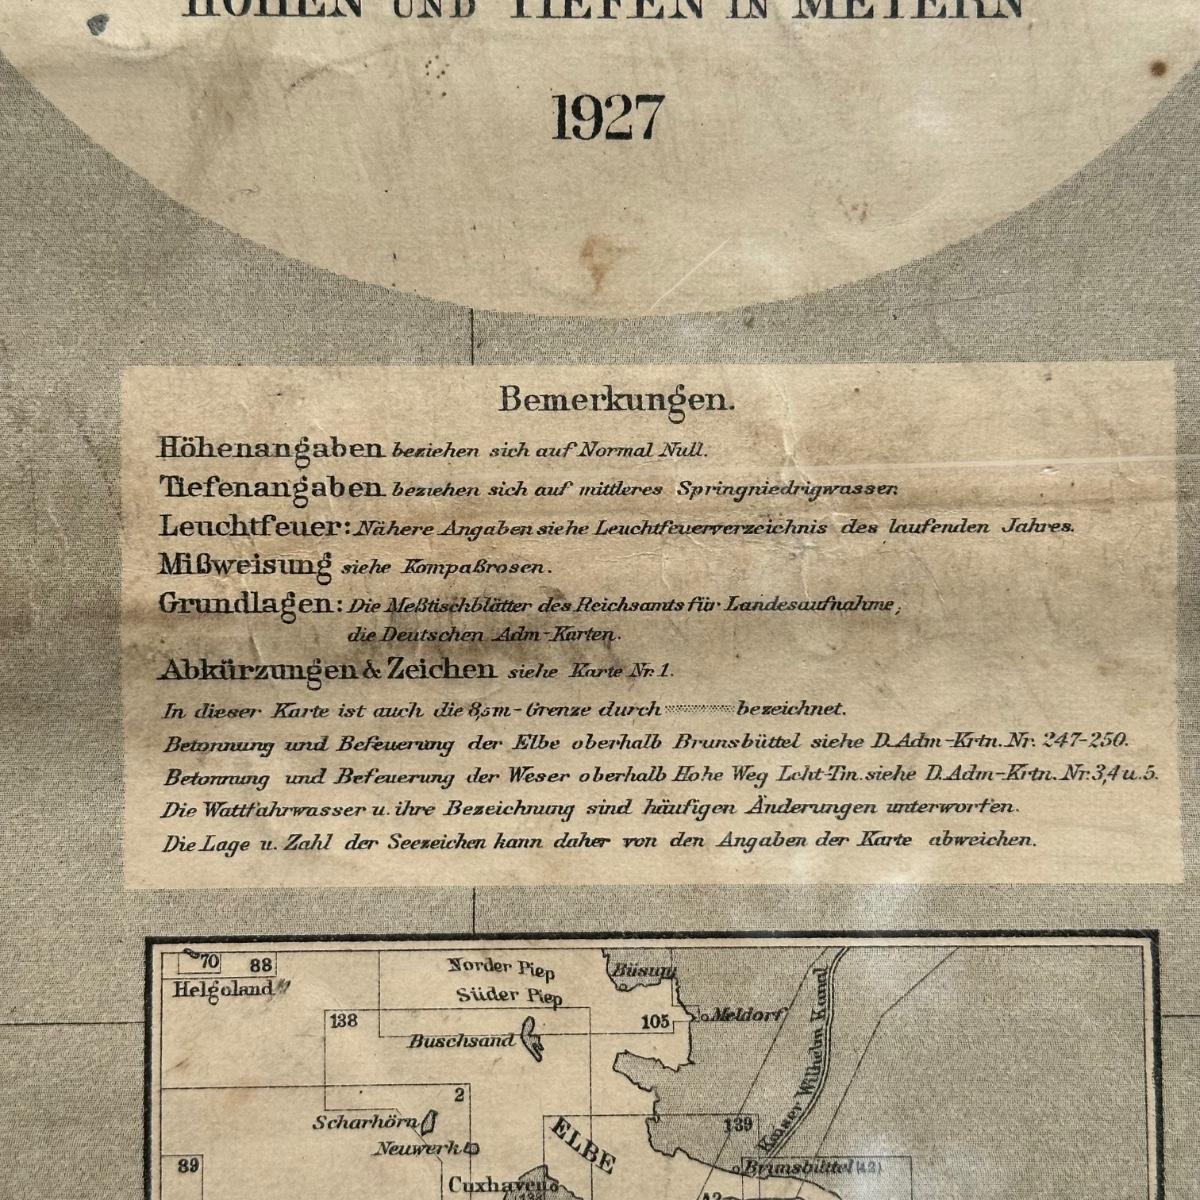 HÖHEN UND TIEFEN IN METERN
1927
Bemerkungen.
Höhenangaben beziehen sich auf Normal Null.
Tiefenangaben beziehen sich auf mittleres Springniedrigwasser.
Leuchtfeuer: Nähere Angaben siehe Leuchtfeuerverzeichnis des laufenden Jahres.
Mißweisung siehe Kompaßrosen.
Grundlagen: Die Meßtischblätter des Reichsamts für Landesaufnahme,
die Deutschen Adm-Karten.
Abkürzungen & Zeichen siehe Karte Nr. 1.
In dieser Karte ist auch die 8,5m-Grenze durch bezeichnet.
Betonnung und Befeuerung der Elbe oberhalb Brunsbüttel siehe D. Adm-Krtn. Nr. 247-250.
Betonnung und Befeuerung der Weser oberhalb Hohe Weg Lcht-Tm. siehe D. Adm-Krtn. Nr. 3,4 u. 5.
Die Wattfahrwasser u. ihre Bezeichnung sind häufigen Änderungen unterworfen.
Die Lage u. Zahl der Seezeichen kann daher von den Angaben der Karte abweichen.
70
88
Norder Piep
Büsum
Helgoland
Süder Piep
138
105
Meldorf
Buschsand
Kaiser Wilhelm Kanal
2
Scharhörn
139
ELBE
Neuwerk
89
Brunsbüttel (42)
Cuxhaven
(132)
42